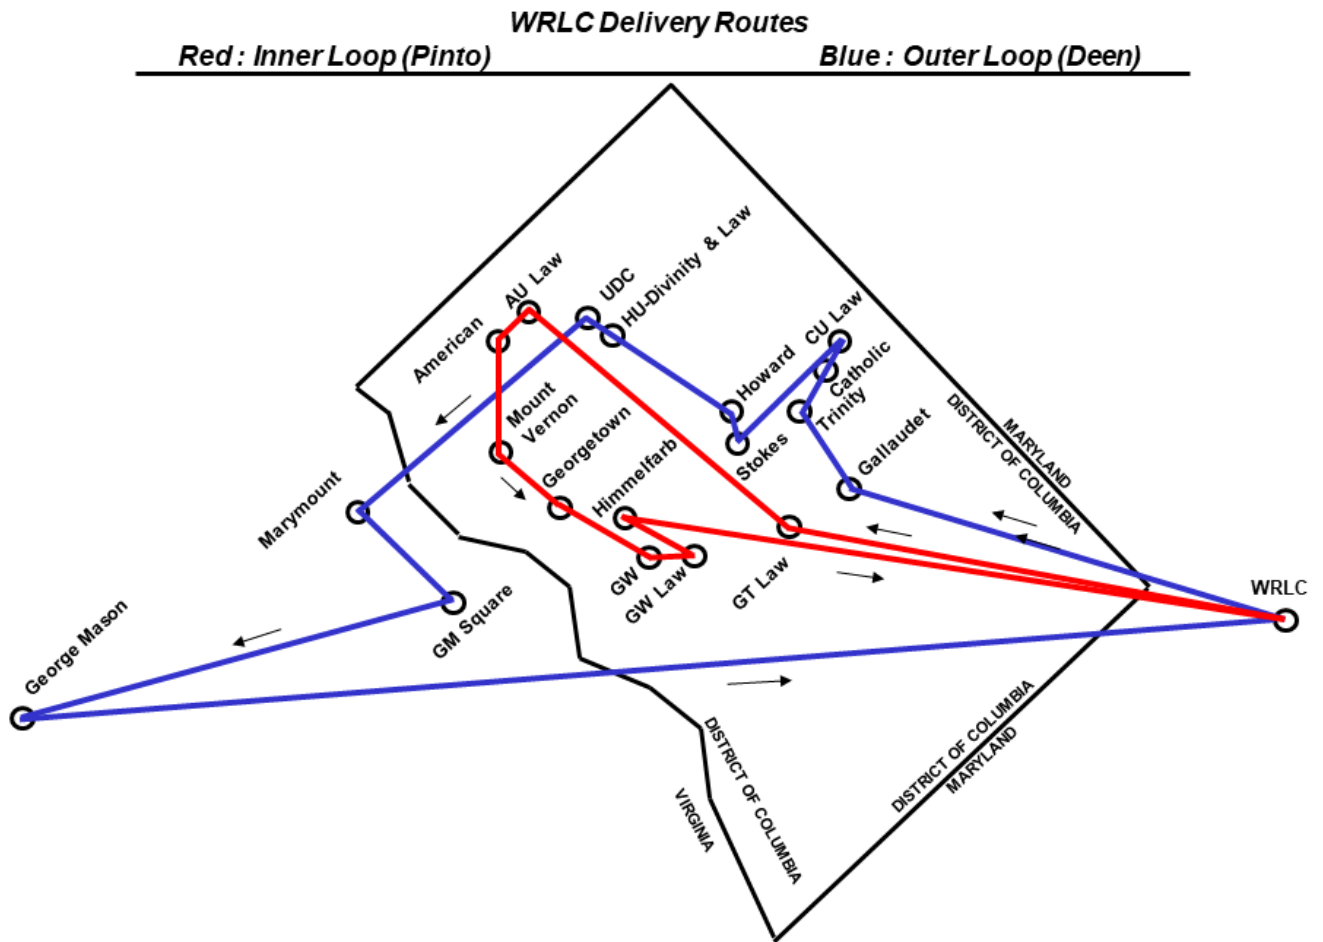 WRLC Delivery Routes
Red : Inner Loop (Pinto)
Blue : Outer Loop (Deen)
AU Law
UDC
HU-Divinity & Law
American
CU Law
Howard
Catholic
Mount
Vernon
Georgetown
Himmelfarb
Stokes
Trinity
Gallaudet
MARYLAND
DISTRICT OF COLUMBIA
Marymount
GW
GW Law
GT Law
WRLC
George Mason
GM Square
DISTRICT OF COLUMBIA
VIRGINIA
DISTRICT OF COLUMBIA
MARYLAND